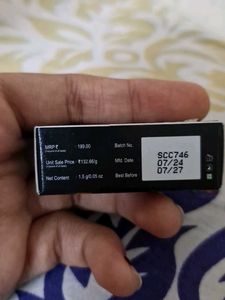 MRP ₹ 199.00 Batch No. SCC746
Unit Sale Price ₹132.66/g Mfd. Date 07/24
Net Content 1.5 g/0.05 oz Best Before 07/27